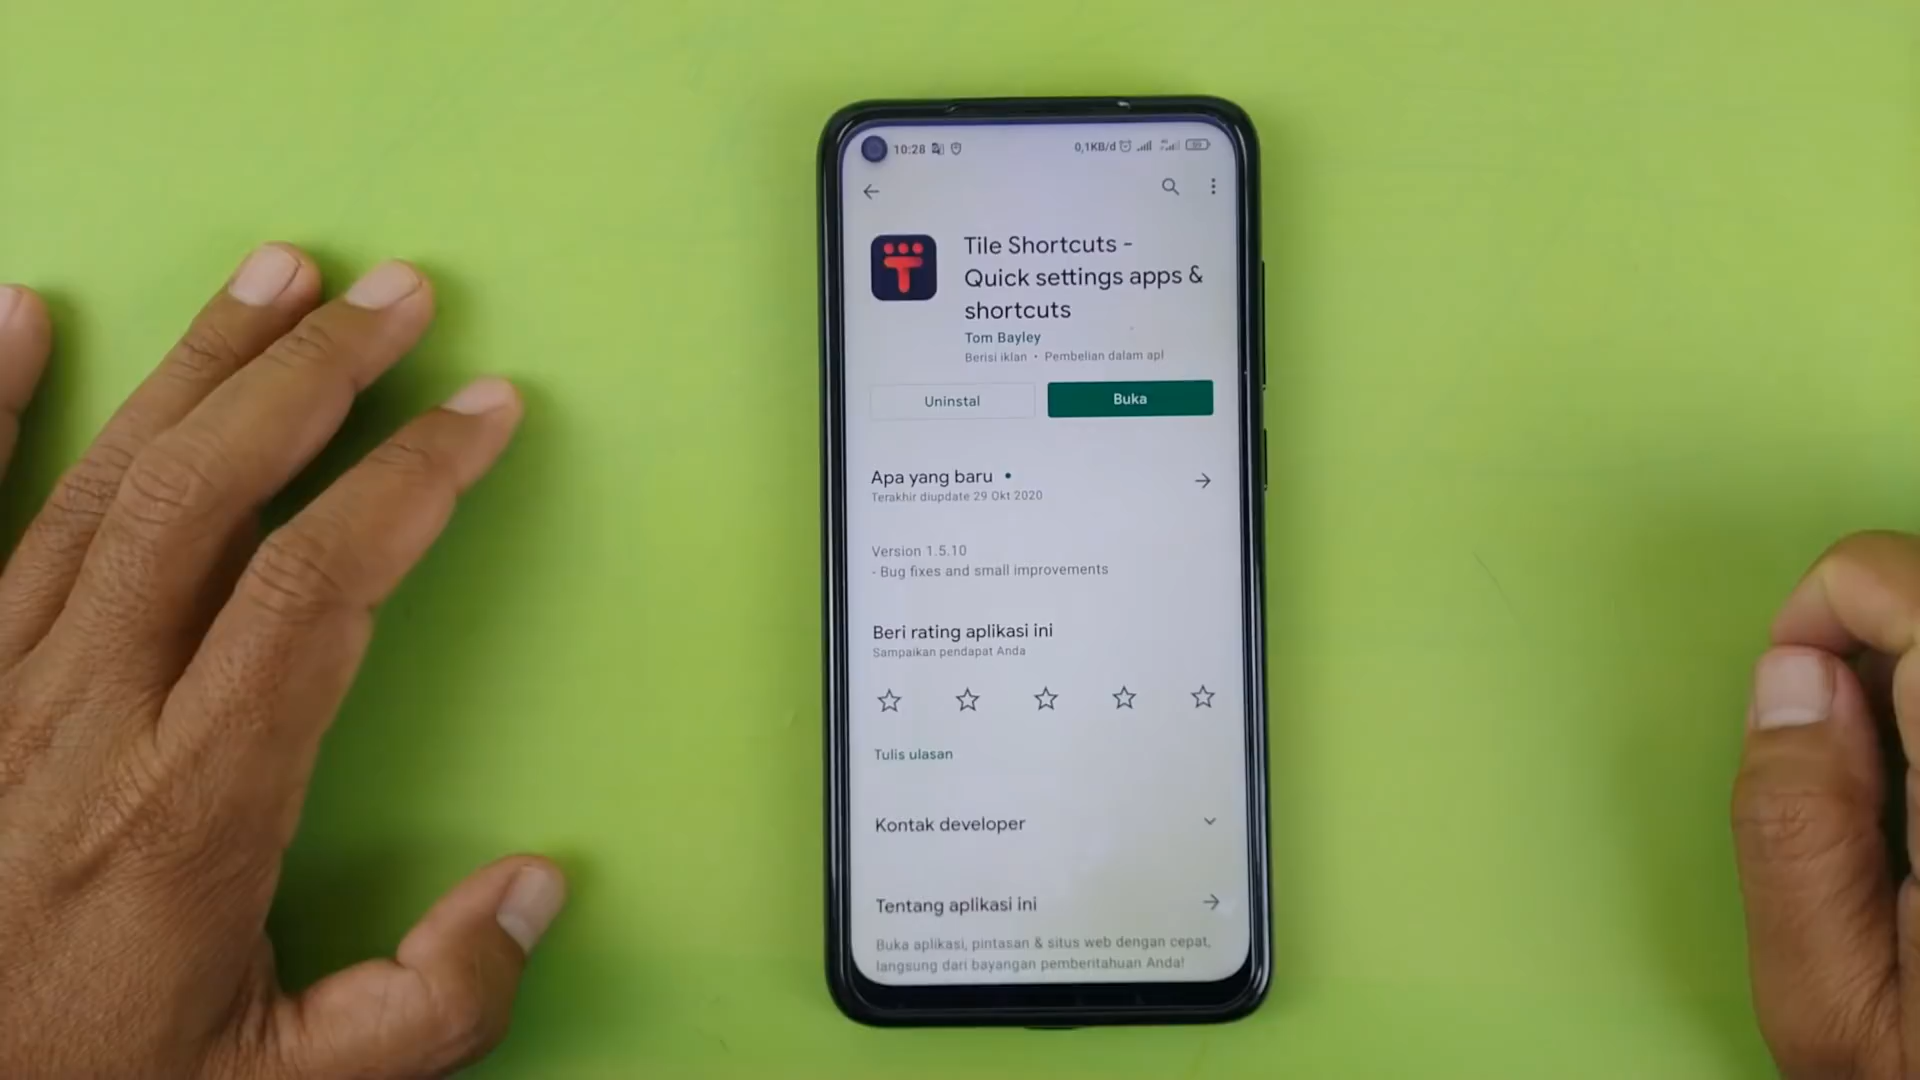 10:28
0,1KB/d
Tile Shortcuts -
Quick settings apps &
shortcuts
Tom Bayley
Berisi iklan • Pembelian dalam apl
Uninstal
Buka
Apa yang baru •
Terakhir diupdate 29 Okt 2020
Version 1.5.10
- Bug fixes and small improvements
Beri rating aplikasi ini
Sampaikan pendapat Anda
Tulis ulasan
Kontak developer
Tentang aplikasi ini
Buka aplikasi, pintasan & situs web dengan cepat,
langsung dari bayangan pemberitahuan Anda!